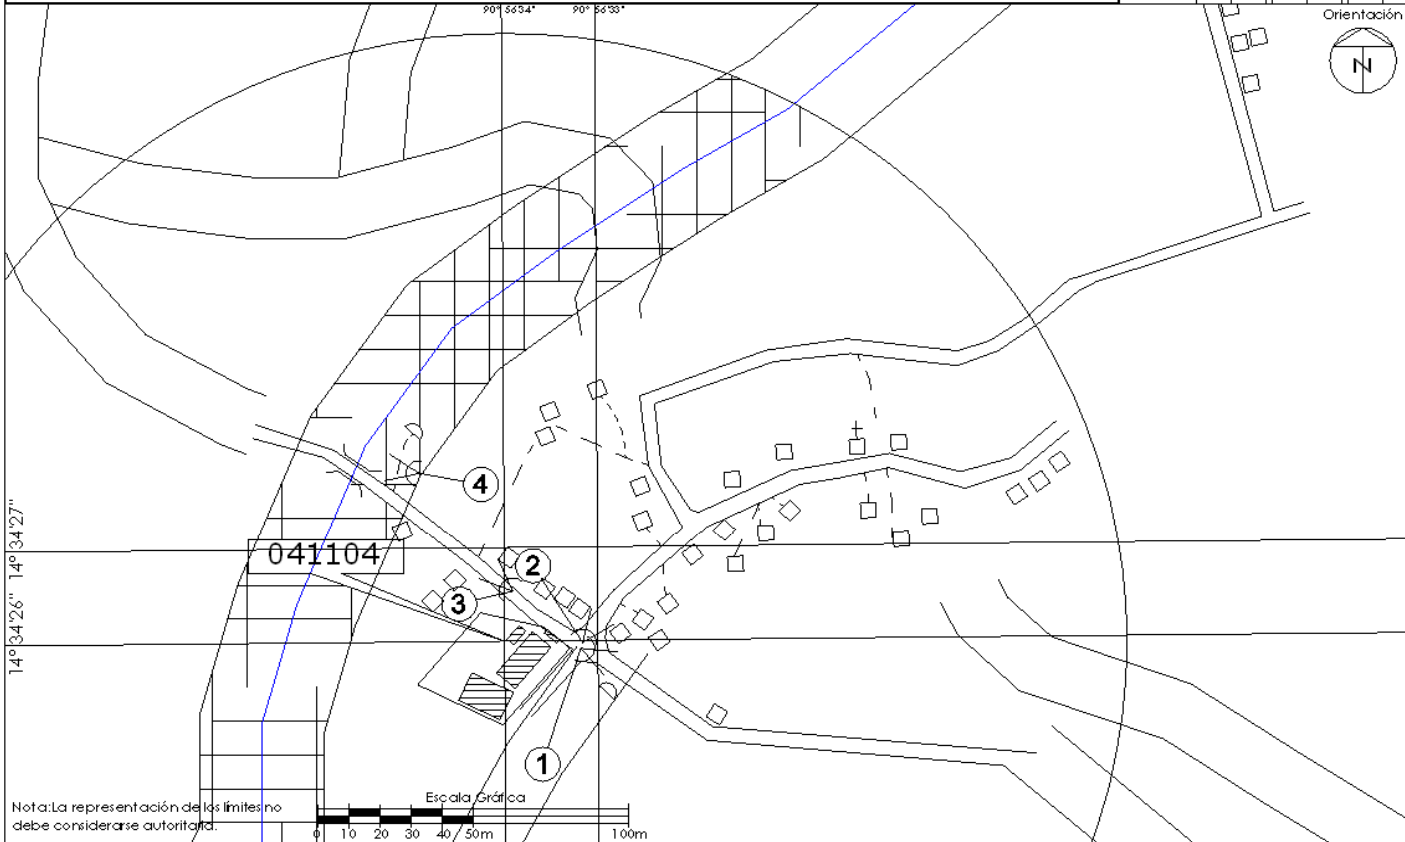 90° 56'34"
90° 56'33"
Orientación
N
4
14° 34'27"
041104
2
3
14° 34'26"
1
Nota:La representación de los límites no
debe considerarse autoritaria.
Escala Gráfica
0 10 20 30 40 50m 100m